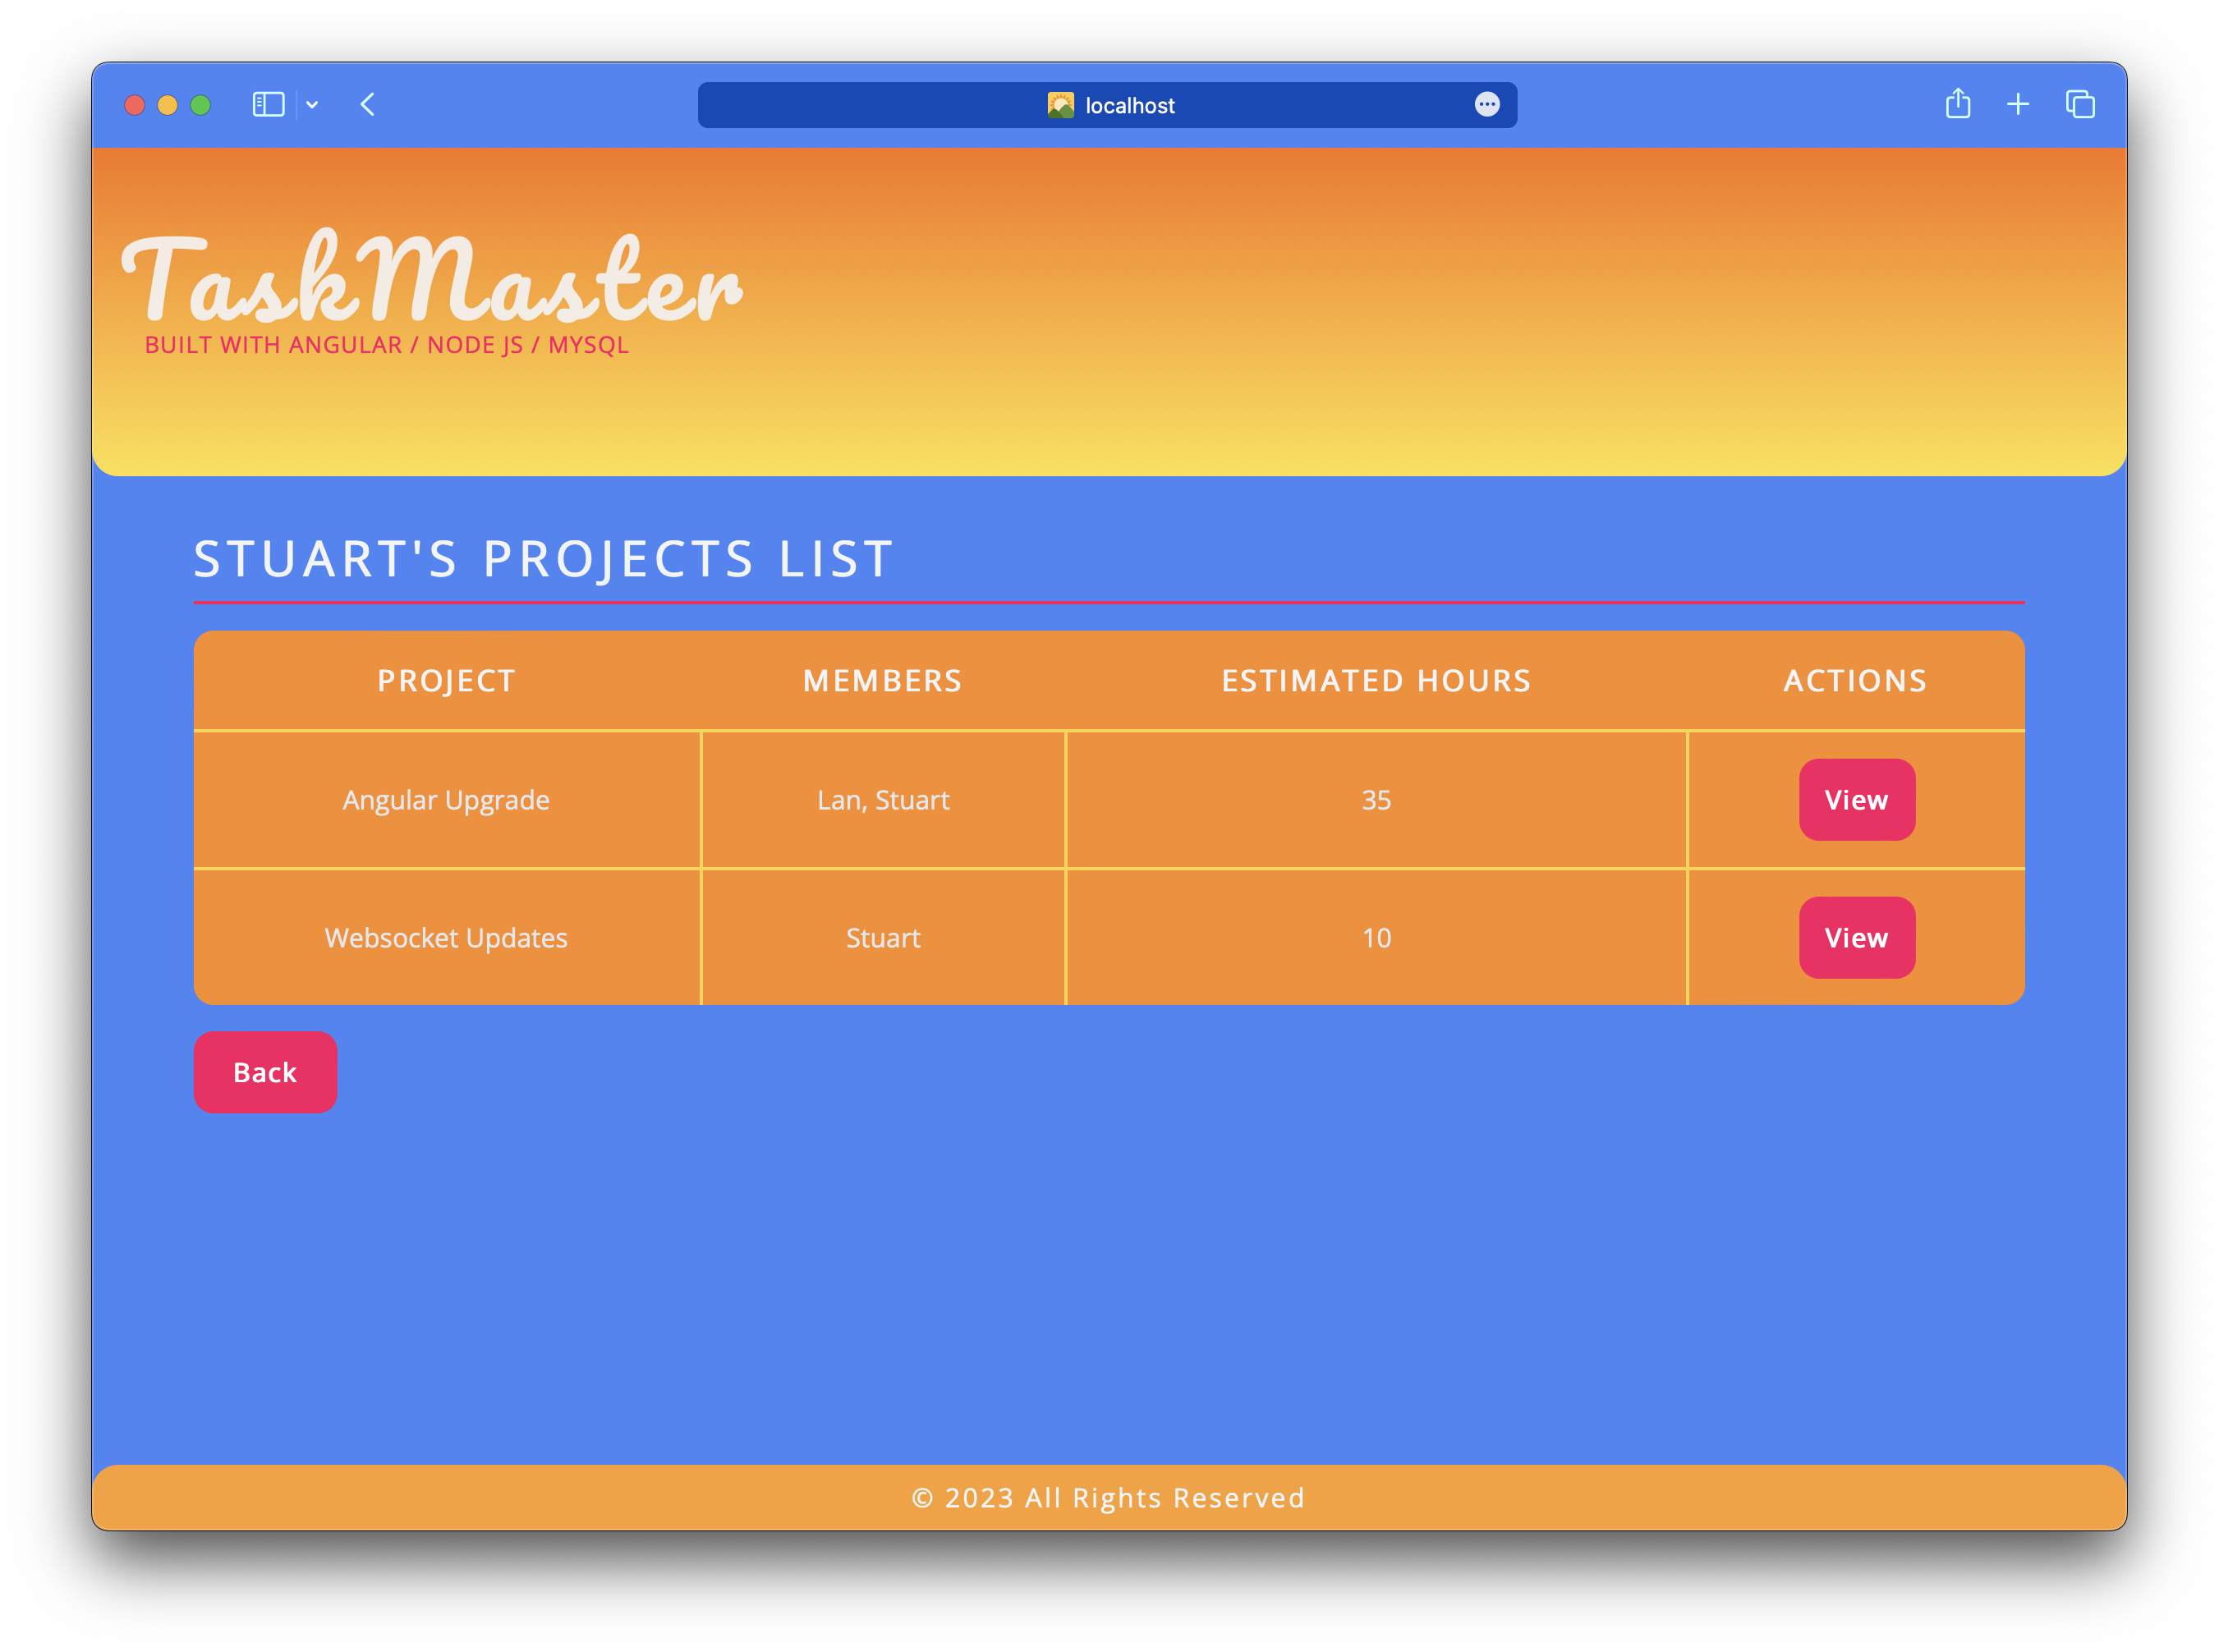 localhost
TaskMaster
BUILT WITH ANGULAR / NODE JS / MYSQL
STUART'S PROJECTS LIST
PROJECT MEMBERS ESTIMATED HOURS ACTIONS
Angular Upgrade Lan, Stuart 35 View
Websocket Updates Stuart 10 View
Back
© 2023 All Rights Reserved